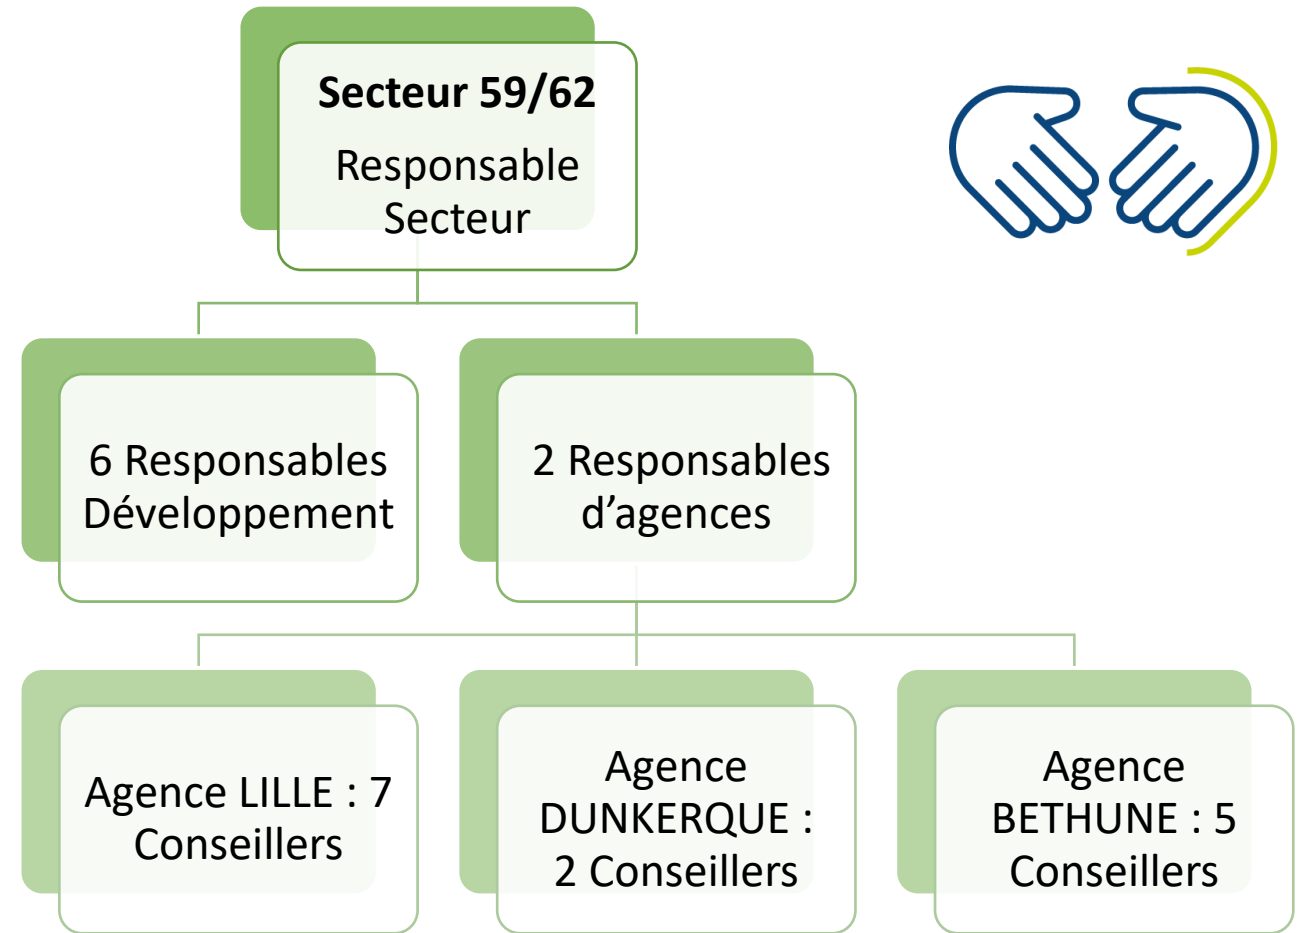 Secteur 59/62
Responsable
Secteur
6 Responsables
Développement
2 Responsables
d’agences
Agence LILLE : 7
Conseillers
Agence
DUNKERQUE :
2 Conseillers
Agence
BETHUNE : 5
Conseillers